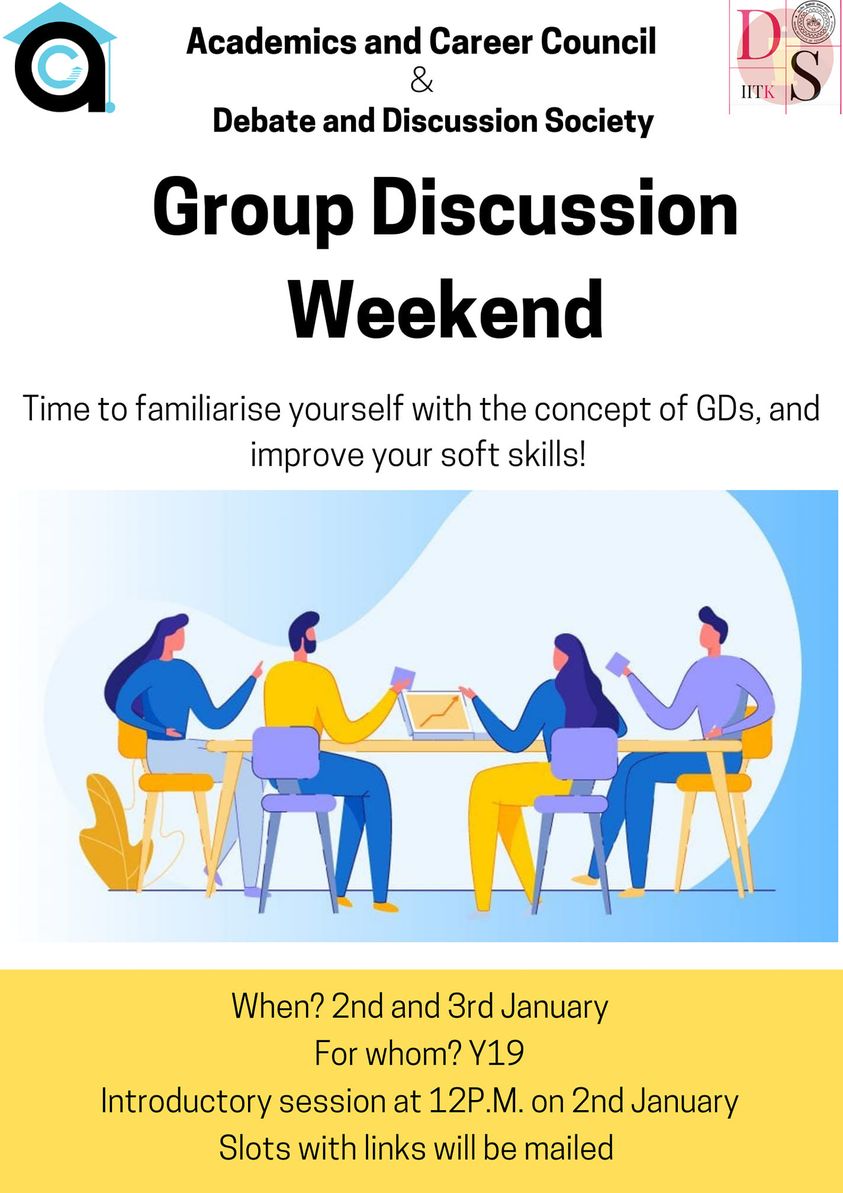 Academics and Career Council
&
Debate and Discussion Society
D
IITK S
Group Discussion
Weekend
Time to familiarise yourself with the concept of GDs, and
improve your soft skills!
When? 2nd and 3rd January
For whom? Y19
Introductory session at 12P.M. on 2nd January
Slots with links will be mailed